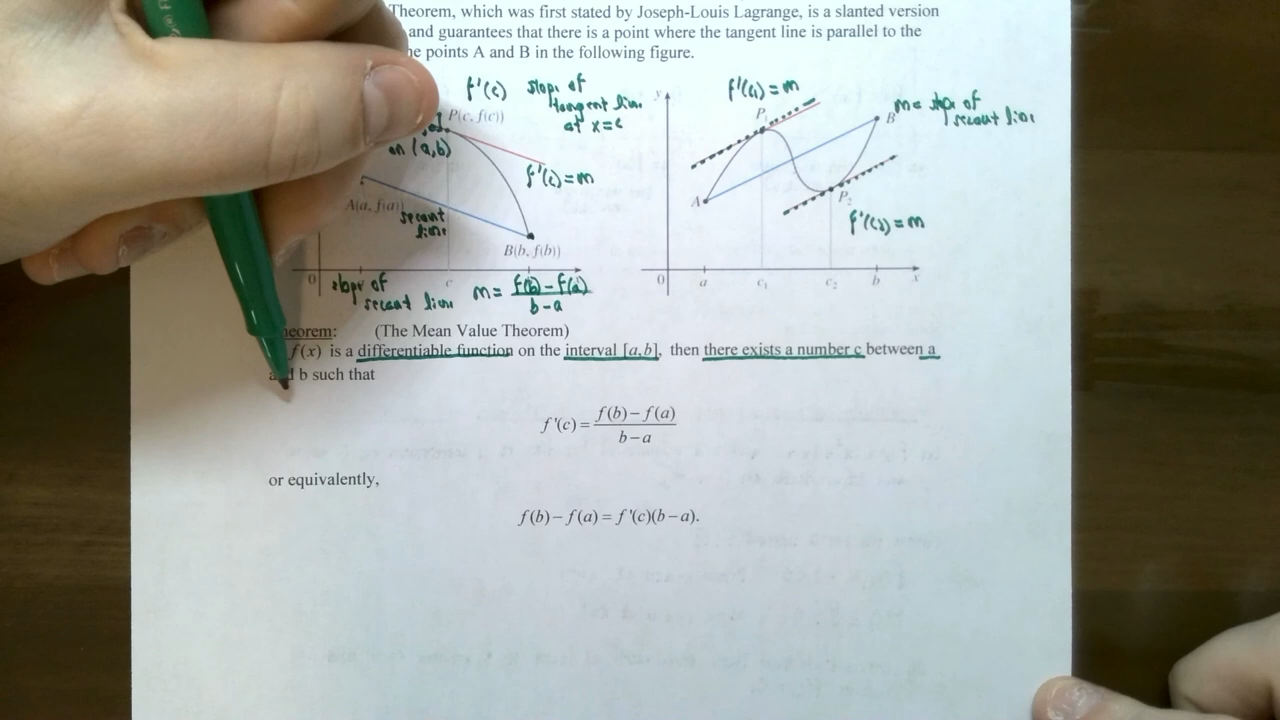 Theorem, which was first stated by Joseph-Louis Lagrange, is a slanted version
and guarantees that there is a point where the tangent line is parallel to the
points A and B in the following figure.
f'(c) slope of
tangent line
at x=c
P(c, f(c))
on (a,b)
f'(c)=m
A(a, f(a))
secant
line
B(b, f(b))
0
c
slope of
secant line m= f(b)-f(a)
b-a
y
f'(c₁)=m
P₁
m= slope of
secant line
B
A
P₂
f'(c₂)=m
0 a c₁ c₂ b x
(The Mean Value Theorem)
f(x) is a differentiable function on the interval [a,b], then there exists a number c between a
b such that
f'(c) = f(b) − f(a)
b − a
or equivalently,
f(b) − f(a) = f'(c)(b − a).